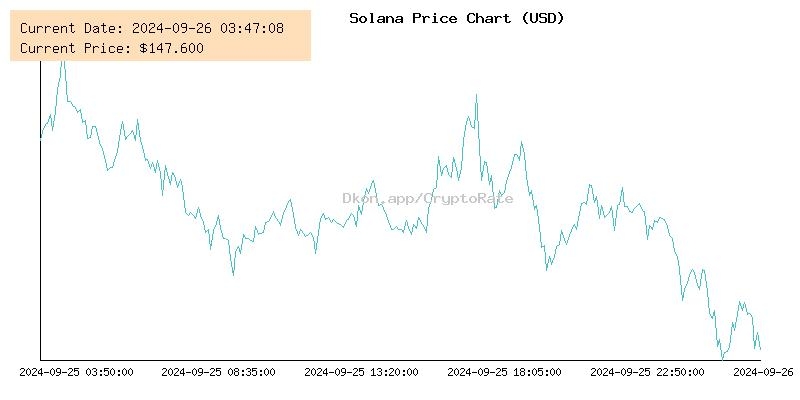 Solana Price Chart (USD)
Current Date: 2024-09-26 03:47:08
Current Price: $147.600
Dkon.app/CryptoRate
2024-09-25 03:50:00 2024-09-25 08:35:00 2024-09-25 13:20:00 2024-09-25 18:05:00 2024-09-25 22:50:00 2024-09-26